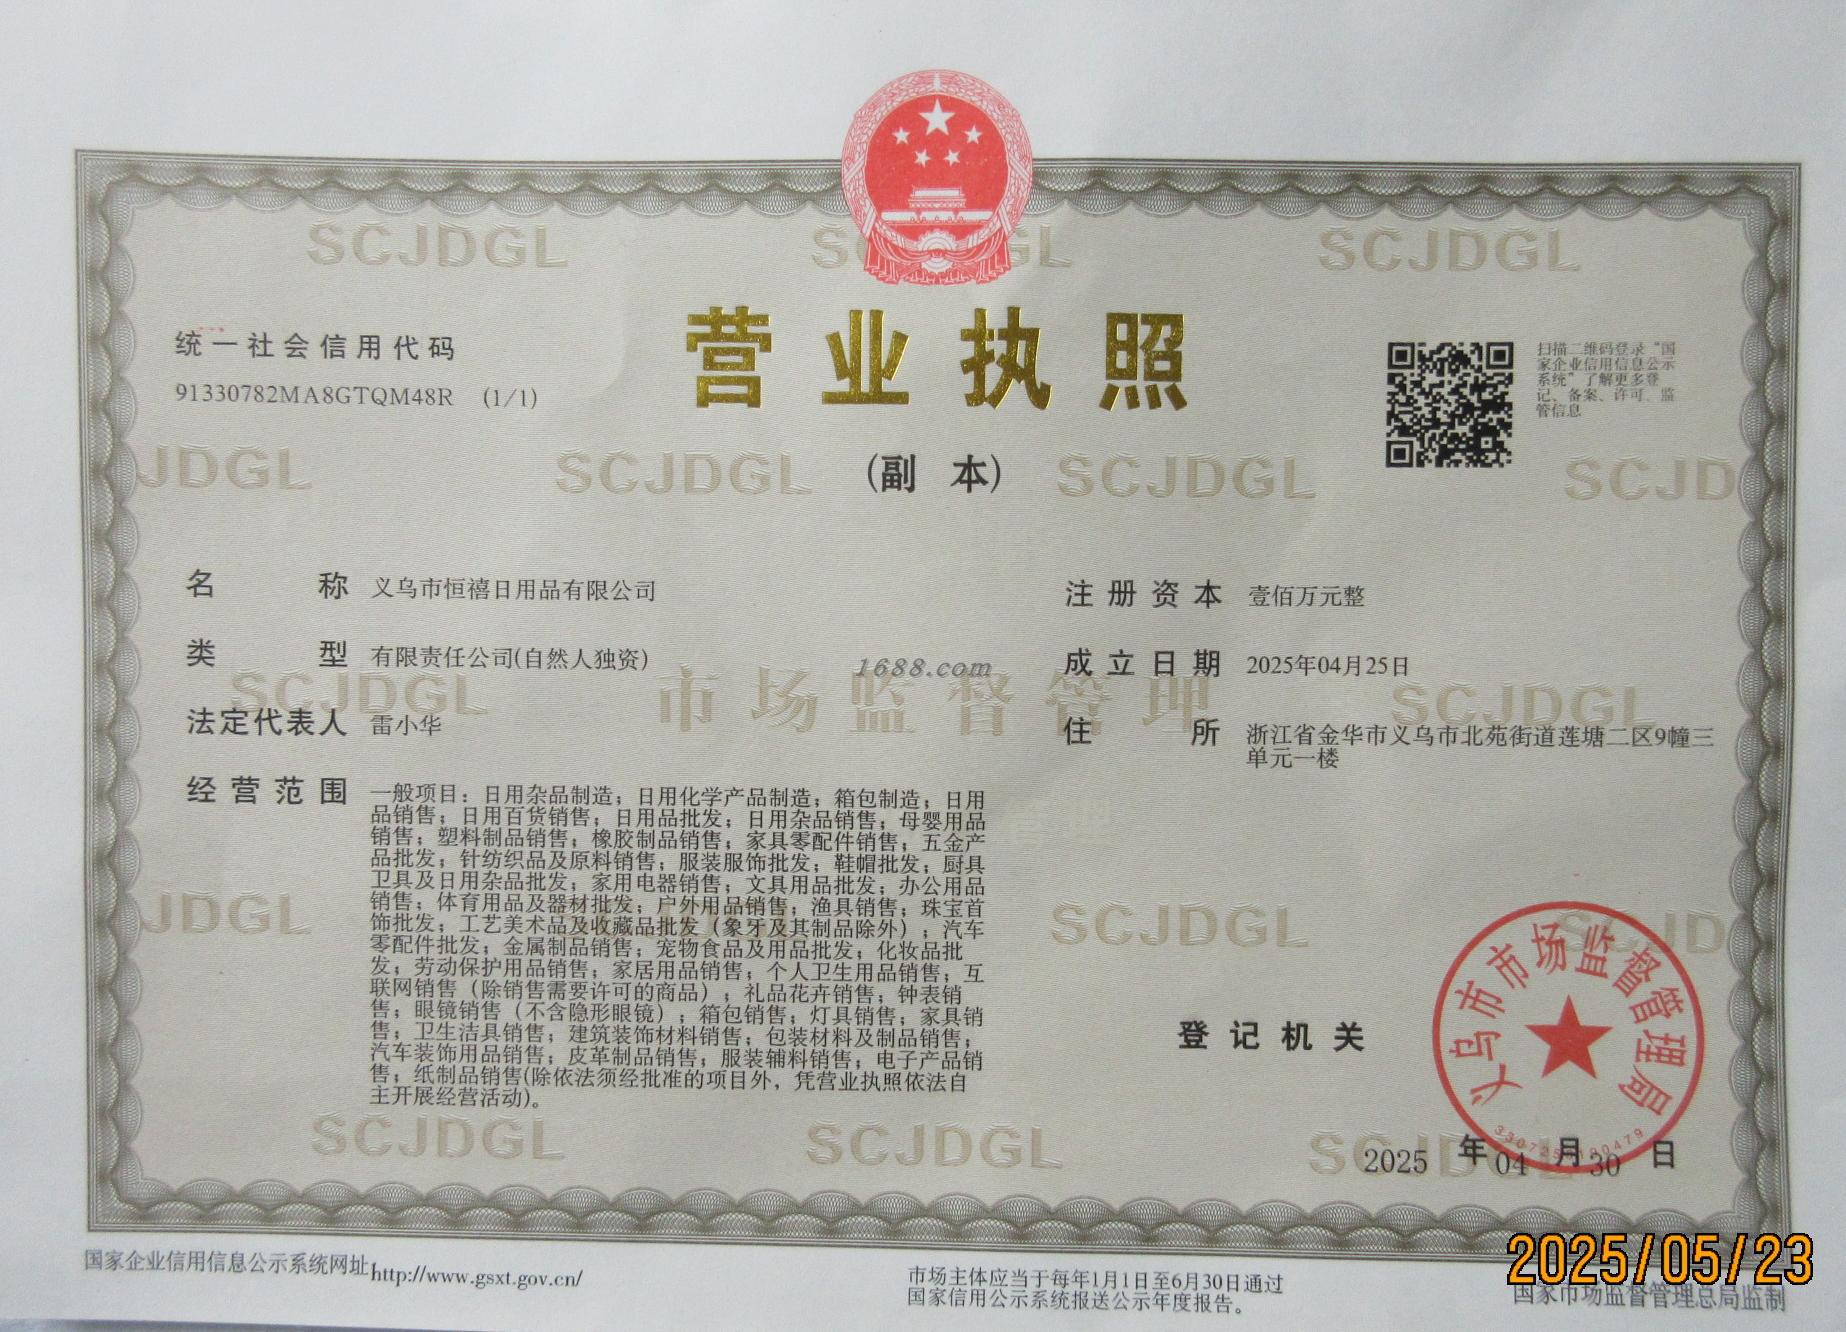 SCJDGL
SCJDGL
统一社会信用代码
91330782MA8GTQM48R (1/1)
营业执照
(副 本)
扫描二维码登录“国
家企业信用信息公示
系统”了解更多登
记、备案、许可、监
管信息
JDGL
SCJDGL
SCJDGL
SCJD
名 称 义乌市恒禧日用品有限公司
类 型 有限责任公司(自然人独资)
法定代表人 雷小华
经营范围 一般项目：日用杂品制造；日用化学产品制造；箱包制造；日用
品销售；日用百货销售；日用品批发；日用杂品销售；母婴用品
销售；塑料制品销售；橡胶制品销售；家具零配件销售；五金产
品批发；针纺织品及原料销售；服装服饰批发；鞋帽批发；厨具
卫具及日用杂品批发；家用电器销售；文具用品批发；办公用品
销售；体育用品及器材批发；户外用品销售；渔具销售；珠宝首
饰批发；工艺美术品及收藏品批发（象牙及其制品除外）；汽车
零配件批发；金属制品销售；宠物食品及用品批发；化妆品批
发；劳动保护用品销售；家居用品销售；个人卫生用品销售；互
联网销售（除销售需要许可的商品）；礼品花卉销售；钟表销
售；眼镜销售（不含隐形眼镜）；箱包销售；灯具销售；家具销
售；卫生洁具销售；建筑装饰材料销售；包装材料及制品销售；
汽车装饰用品销售；皮革制品销售；服装辅料销售；电子产品销
售；纸制品销售(除依法须经批准的项目外，凭营业执照依法自
主开展经营活动)。
注册资本 壹佰万元整
成立日期 2025年04月25日
住 所 浙江省金华市义乌市北苑街道莲塘二区9幢三
单元一楼
1688.com
SCJDGL
市场监督管理
SCJDGL
JDGL
SCJDGL
登记机关
义乌市市场监督管理局
2025 年 04 月 30 日
SCJDGL
SCJDGL
国家企业信用信息公示系统网址http://www.gsxt.gov.cn/
市场主体应当于每年1月1日至6月30日通过
国家信用公示系统报送公示年度报告。
2025/05/23
国家市场监督管理总局监制